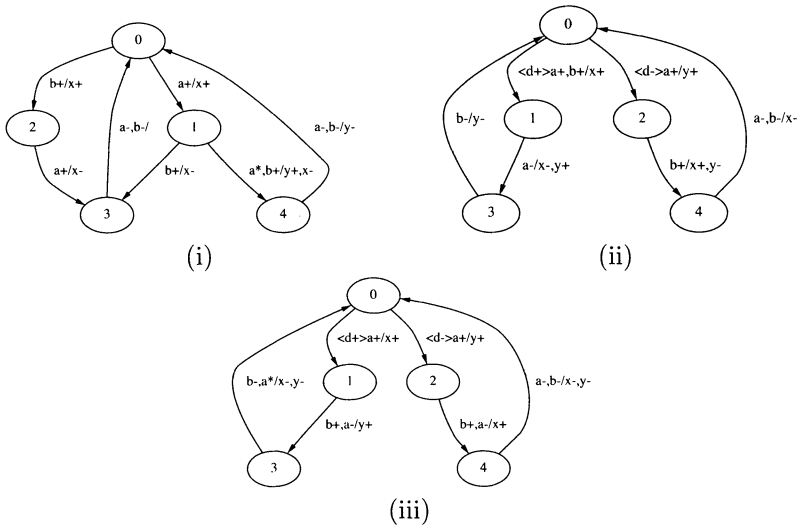 0
b+/x+
a+/x+
2
a-,b-/
1
a-,b-/y-
a+/x-
b+/x-
a*,b+/y+,x-
3
4
(i)
0
<d+>a+,b+/x+
<d->a+/y+
b-/y-
1
2
a-,b-/x-
a-/x-,y+
b+/x+,y-
3
4
(ii)
0
<d+>a+/x+
<d->a+/y+
b-,a*/x-,y-
1
2
a-,b-/x-,y-
b+,a-/y+
b+,a-/x+
3
4
(iii)